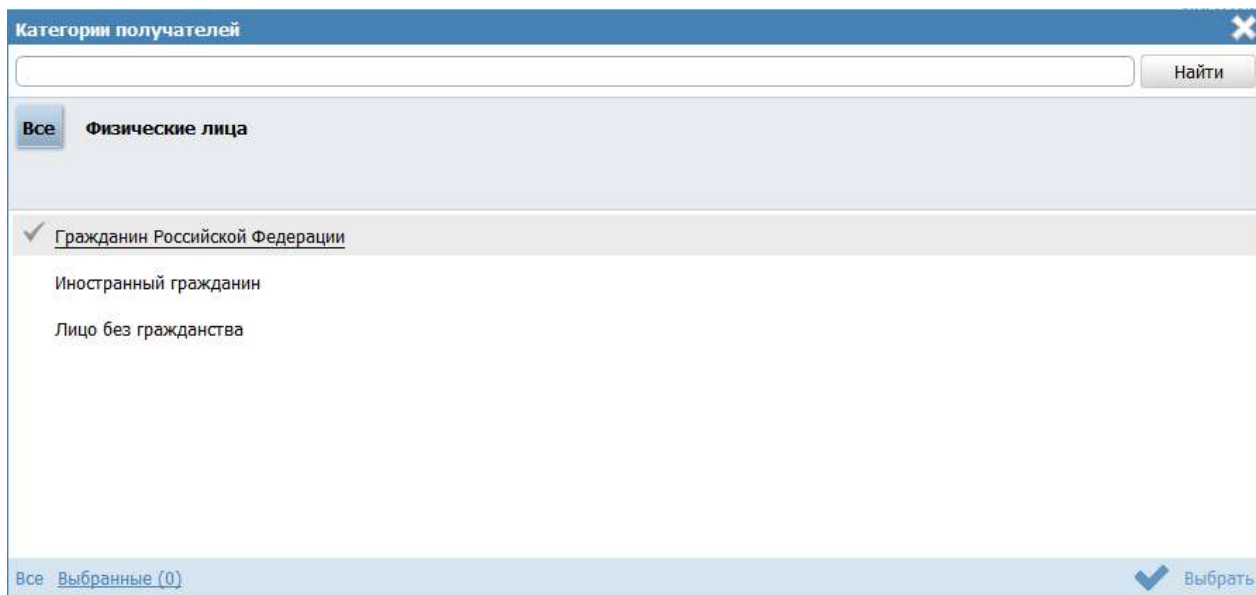 Категории получателей
Найти
Все Физические лица
Гражданин Российской Федерации
Иностранный гражданин
Лицо без гражданства
Все Выбранные (0) Выбрать